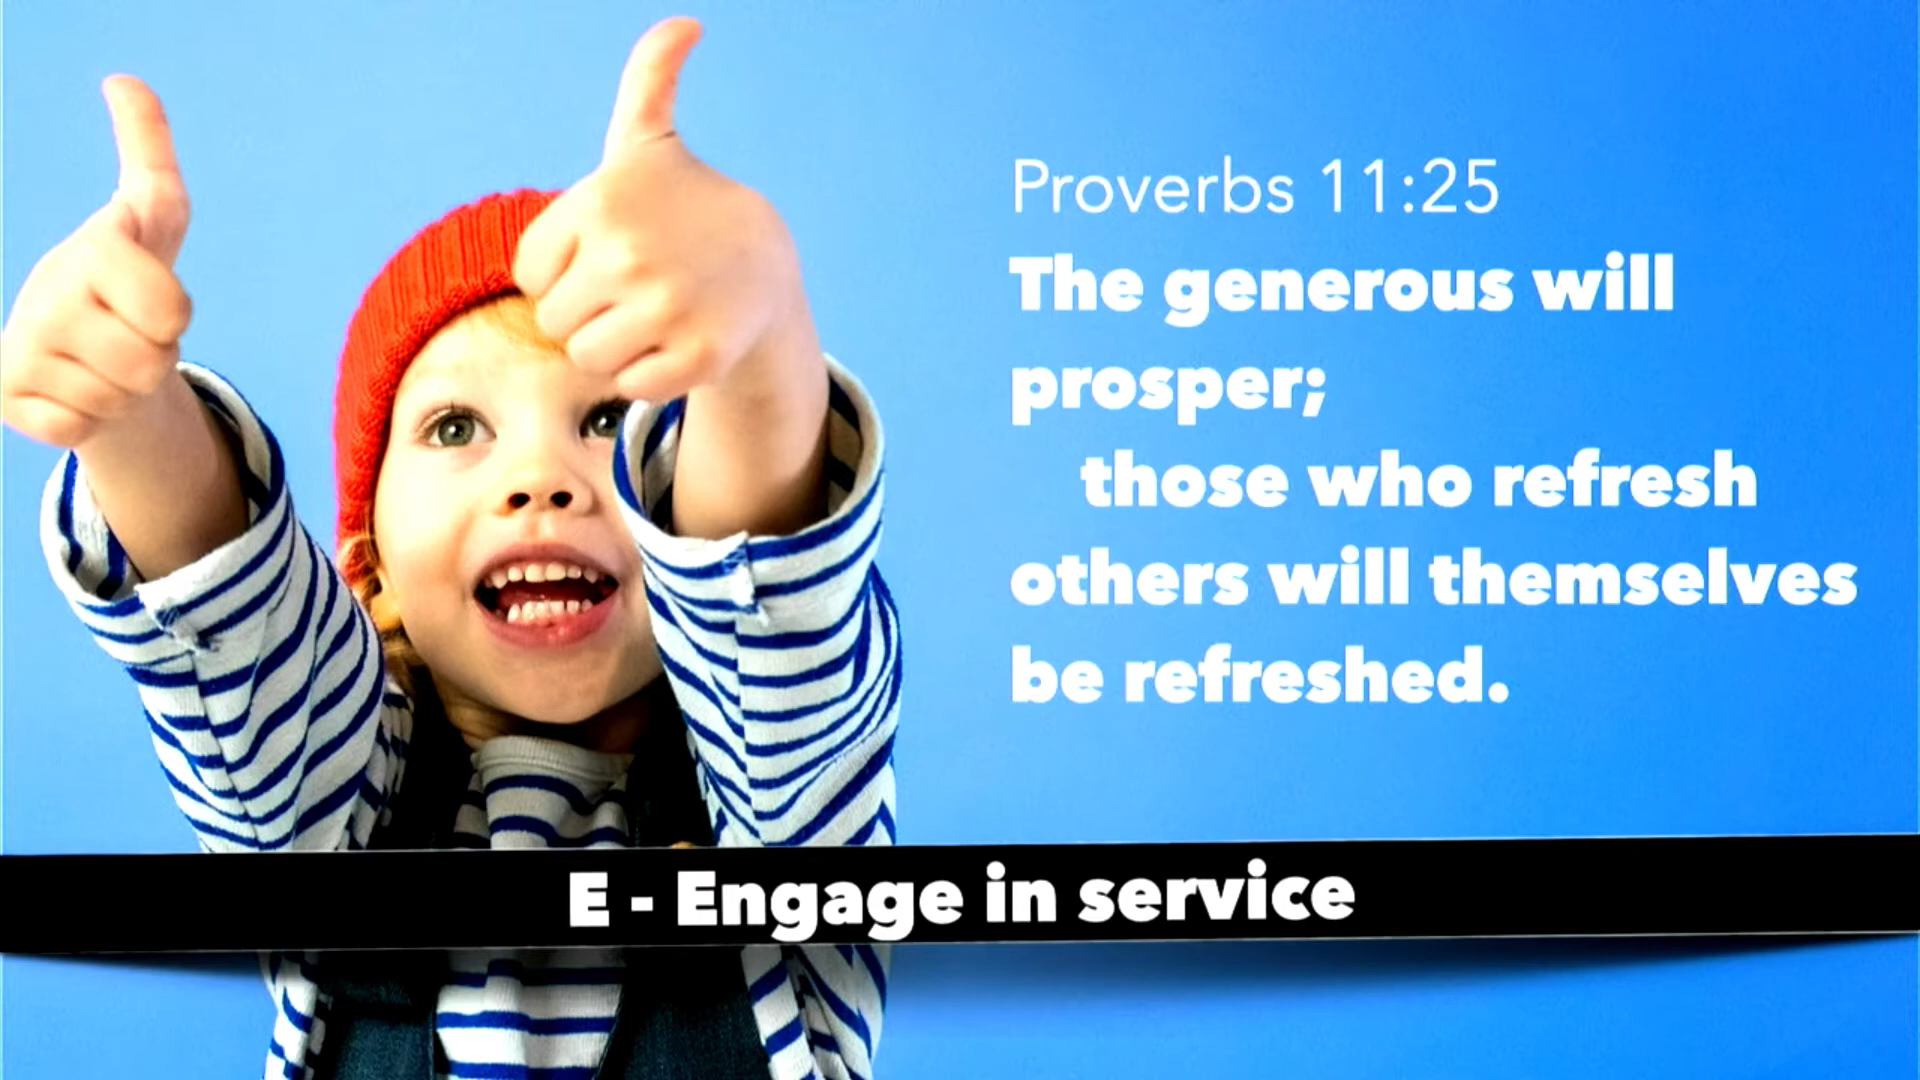 Proverbs 11:25
The generous will
prosper;
those who refresh
others will themselves
be refreshed.
E - Engage in service